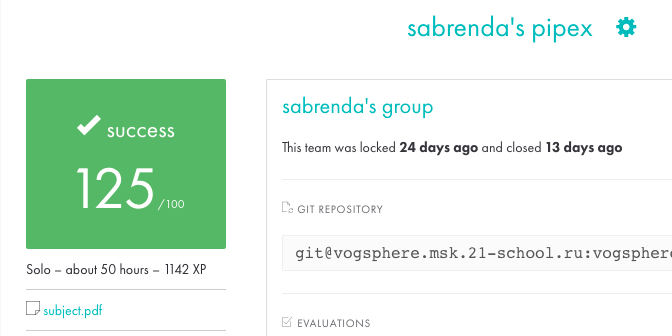 sabrenda's pipex
success
125/100
Solo – about 50 hours – 1142 XP
subject.pdf
sabrenda's group
This team was locked 24 days ago and closed 13 days ago
GIT REPOSITORY
git@vogsphere.msk.21-school.ru:vogsphere
EVALUATIONS